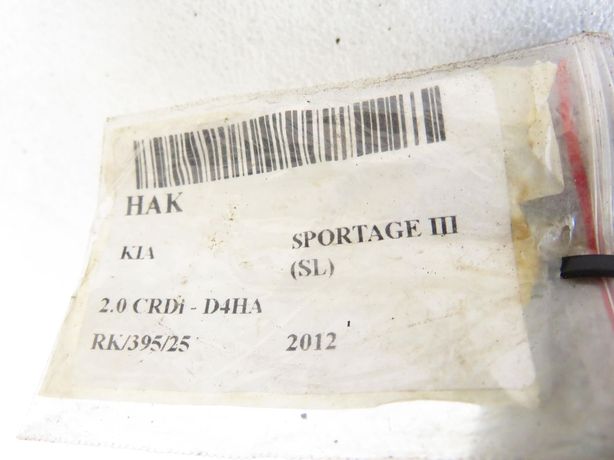 HAK
KIA SPORTAGE III
(SL)
2.0 CRDi - D4HA
RK/395/25 2012